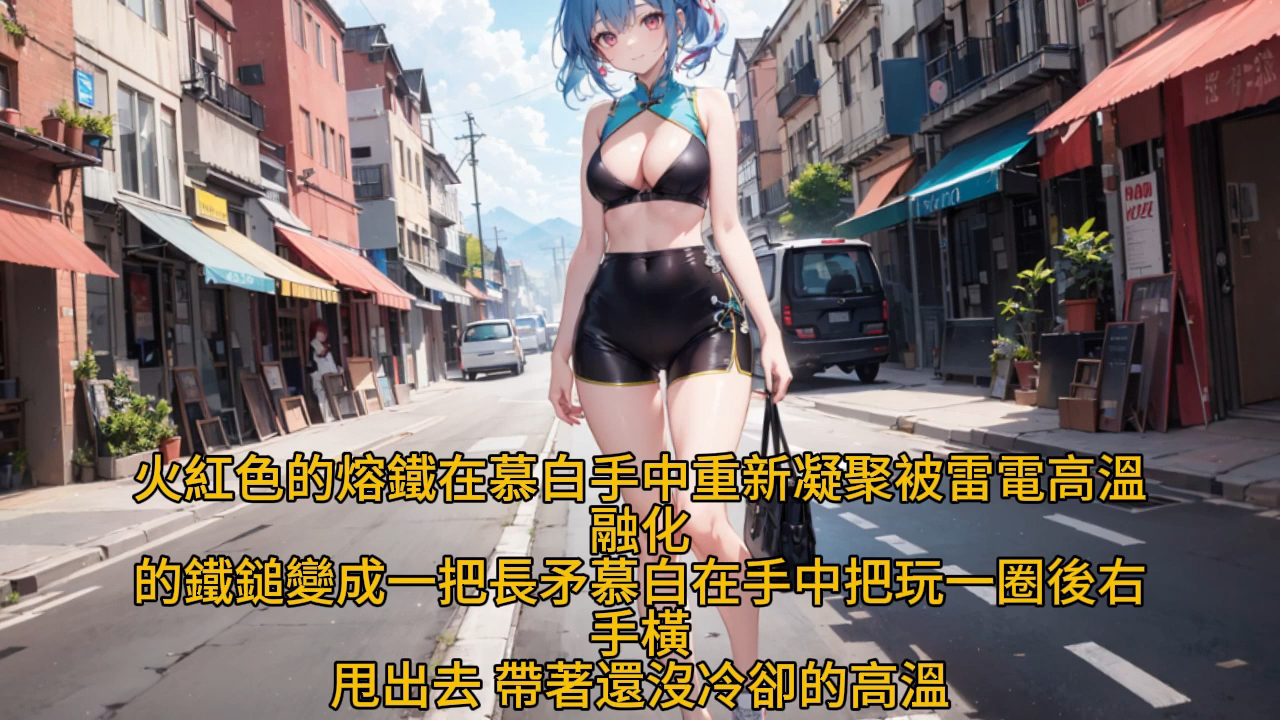 火紅色的熔鐵在慕白手中重新凝聚被雷電高溫
融化
的鐵鎚變成一把長矛慕白在手中把玩一圈後右
手橫
甩出去 帶著還沒冷卻的高溫